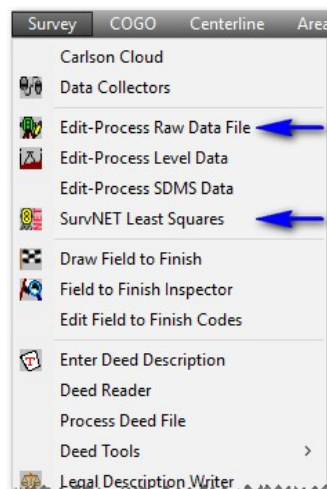 Survey COGO Centerline Area
Carlson Cloud
Data Collectors
Edit-Process Raw Data File
Edit-Process Level Data
Edit-Process SDMS Data
SurvNET Least Squares
Draw Field to Finish
Field to Finish Inspector
Edit Field to Finish Codes
Enter Deed Description
Deed Reader
Process Deed File
Deed Tools >
Legal Description Writer